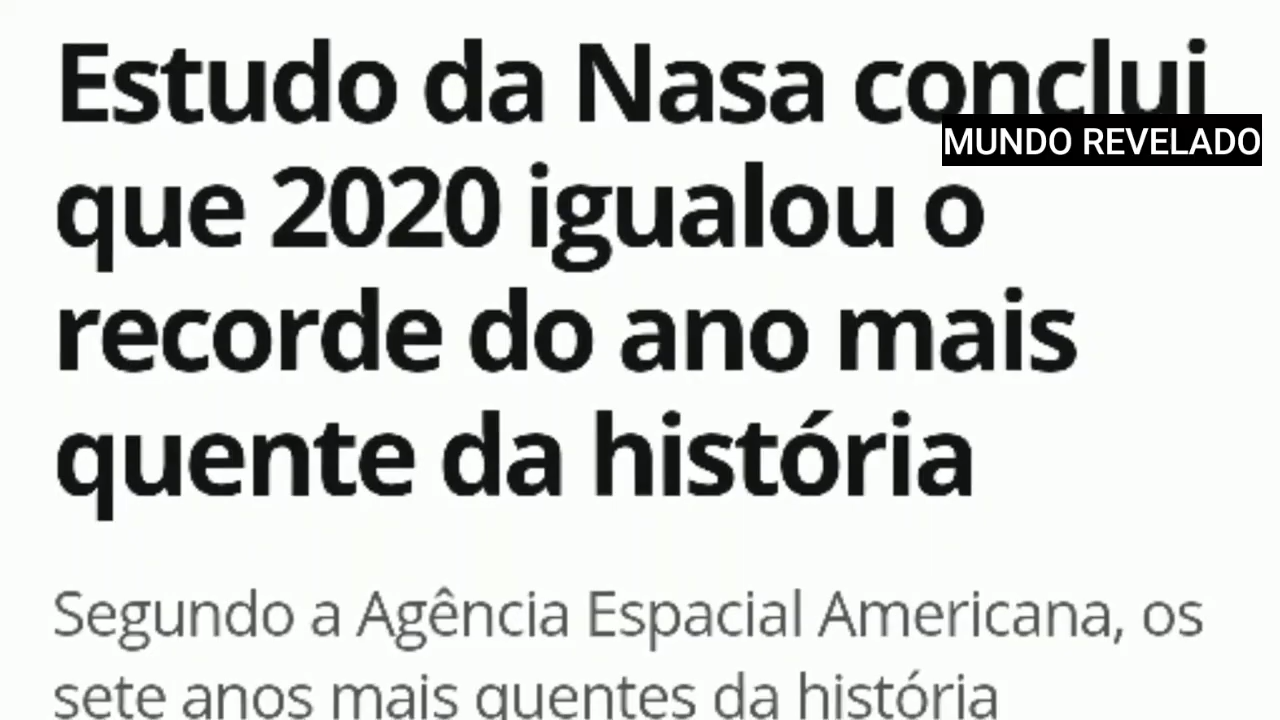 Estudo da Nasa conclui
MUNDO REVELADO
que 2020 igualou o
recorde do ano mais
quente da história
Segundo a Agência Espacial Americana, os
sete anos mais quentes da história